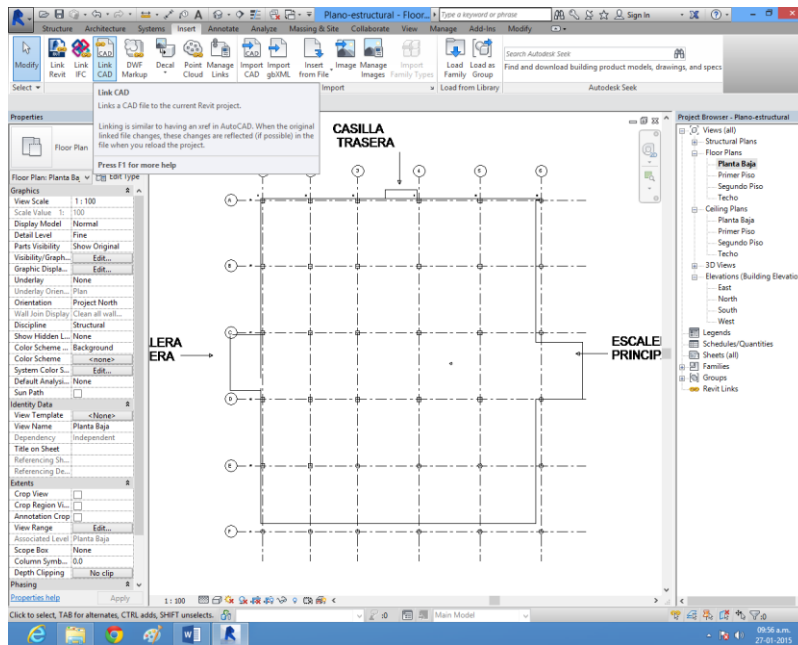 Plano-estructural - Floor...
Type a keyword or phrase
Sign In
Structure Architecture Systems Insert Annotate Analyze Massing & Site Collaborate View Manage Add-Ins Modify
Modify
Link Revit
Link IFC
Link CAD
DWF Markup
Decal
Point Cloud
Manage Links
Import CAD
Import gbXML
Insert from File
Image
Manage Images
Import Family Types
Load Family
Load as Group
Search Autodesk Seek
Find and download building product models, drawings, and specs
Select
Import
Load from Library
Autodesk Seek
Link CAD
Links a CAD file to the current Revit project.
Linking is similar to having an xref in AutoCAD. When the original
linked file changes, these changes are reflected (if possible) in the
file when you reload the project.
Press F1 for more help
Properties
Floor Plan
Floor Plan: Planta Baj
Edit Type
Graphics
View Scale 1 : 100
Scale Value 1: 100
Display Model Normal
Detail Level Fine
Parts Visibility Show Original
Visibility/Graph... Edit...
Graphic Displa... Edit...
Underlay None
Underlay Orien... Plan
Orientation Project North
Wall Join Display Clean all wall...
Discipline Structural
Show Hidden L... None
Color Scheme ... Background
Color Scheme <none>
System Color S... Edit...
Default Analysi... None
Sun Path
Identity Data
View Template <None>
View Name Planta Baja
Dependency Independent
Title on Sheet
Referencing Sh...
Referencing De...
Extents
Crop View
Crop Region Vi...
Annotation Crop
View Range Edit...
Associated Level Planta Baja
Scope Box None
Column Symb... 0.0
Depth Clipping No clip
Phasing
Properties help
Apply
CASILLA
TRASERA
3 4 5 6
A
B
C
D
E
F
LERA
ERA
ESCALE
PRINCIP
1 : 100
Project Browser - Plano-estructural
Views (all)
Structural Plans
Floor Plans
Planta Baja
Primer Piso
Segundo Piso
Techo
Ceiling Plans
Planta Baja
Primer Piso
Segundo Piso
Techo
3D Views
Elevations (Building Elevatio
East
North
South
West
Legends
Schedules/Quantities
Sheets (all)
Families
Groups
Revit Links
Click to select, TAB for alternates, CTRL adds, SHIFT unselects.
:0
Main Model
:0
09:56 a.m.
27-01-2015